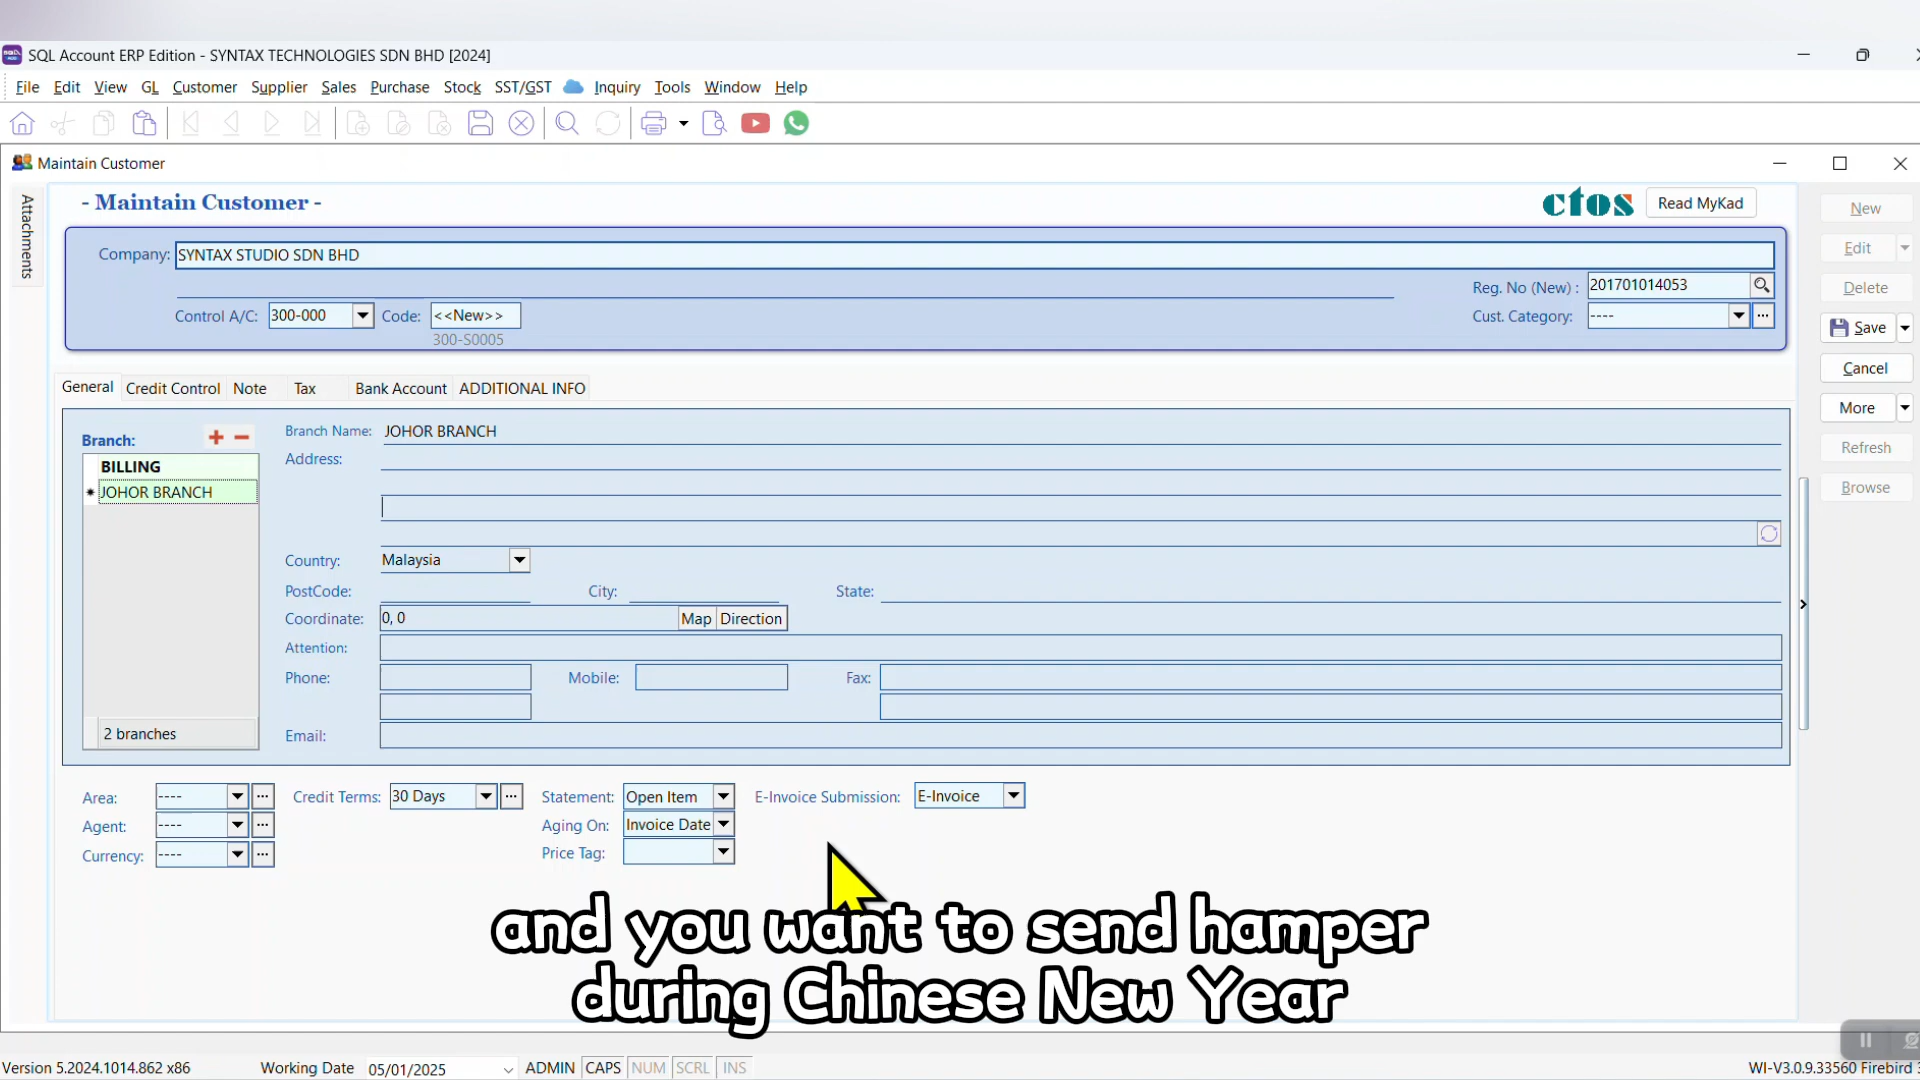 SQL Account ERP Edition - SYNTAX TECHNOLOGIES SDN BHD [2024]
File Edit View GL Customer Supplier Sales Purchase Stock SST/GST Inquiry Tools Window Help
Maintain Customer
Attachments
- Maintain Customer -
ctos
Read MyKad
New
Company: SYNTAX STUDIO SDN BHD
Edit
Reg. No (New) : 201701014053
Delete
Control A/C: 300-000 Code: <<New>>
Cust. Category: ----
Save
300-S0005
Cancel
General Credit Control Note Tax Bank Account ADDITIONAL INFO
More
Branch:
Branch Name: JOHOR BRANCH
Refresh
Address:
BILLING
JOHOR BRANCH
Browse
Country: Malaysia
PostCode: City: State:
Coordinate: 0, 0 Map Direction
Attention:
Phone: Mobile: Fax:
2 branches
Email:
Area: ---- Credit Terms: 30 Days Statement: Open Item E-Invoice Submission: E-Invoice
Agent: ---- Aging On: Invoice Date
Currency: ---- Price Tag:
and you want to send hamper
during Chinese New Year
Version 5.2024.1014.862 x86 Working Date 05/01/2025 ADMIN CAPS NUM SCRL INS WI-V3.0.9.33560 Firebird